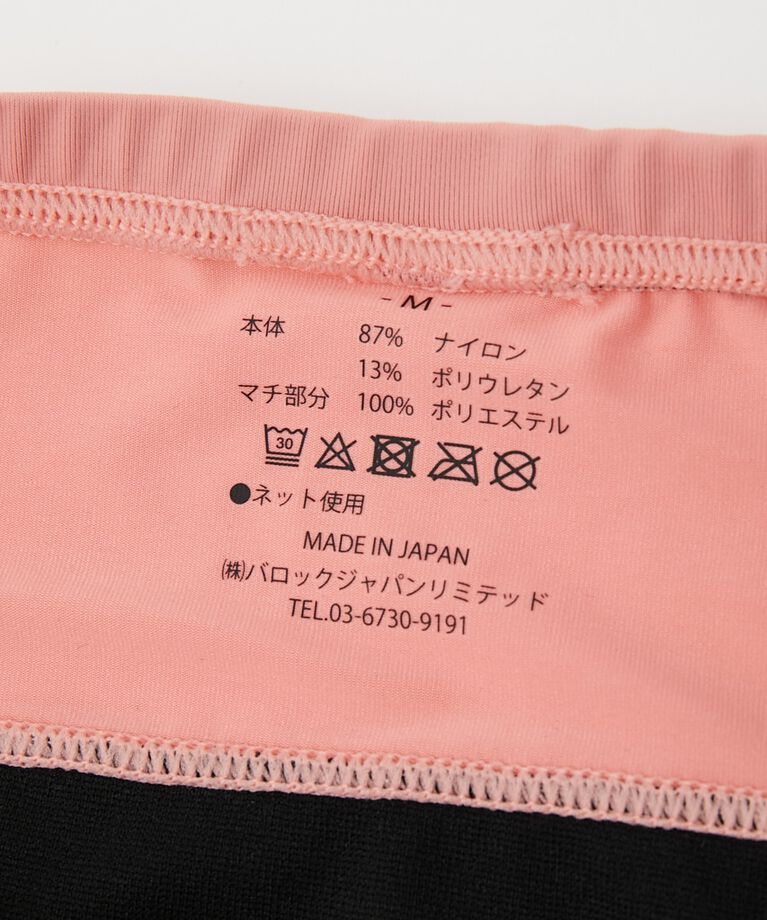 - M -
本体 87% ナイロン
13% ポリウレタン
マチ部分 100% ポリエステル
30
●ネット使用
MADE IN JAPAN
㈱バロックジャパンリミテッド
TEL.03-6730-9191